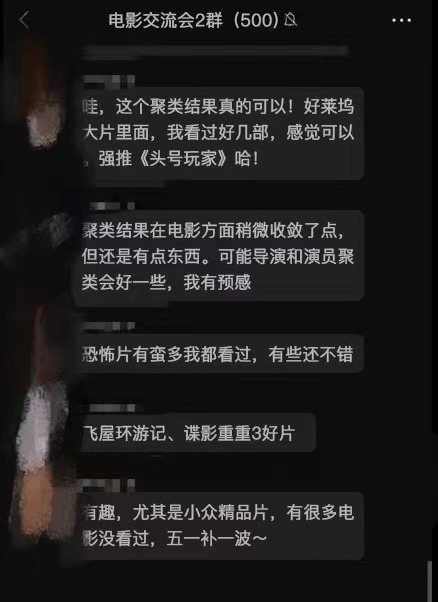 电影交流会2群（500）
哇，这个聚类结果真的可以！好莱坞
大片里面，我看过好几部，感觉可以
，强推《头号玩家》哈！
聚类结果在电影方面稍微收敛了点，
但还是有点东西。可能导演和演员聚
类会好一些，我有预感
恐怖片有蛮多我都看过，有些还不错
飞屋环游记、谍影重重3好片
有趣，尤其是小众精品片，有很多电
影没看过，五一补一波～